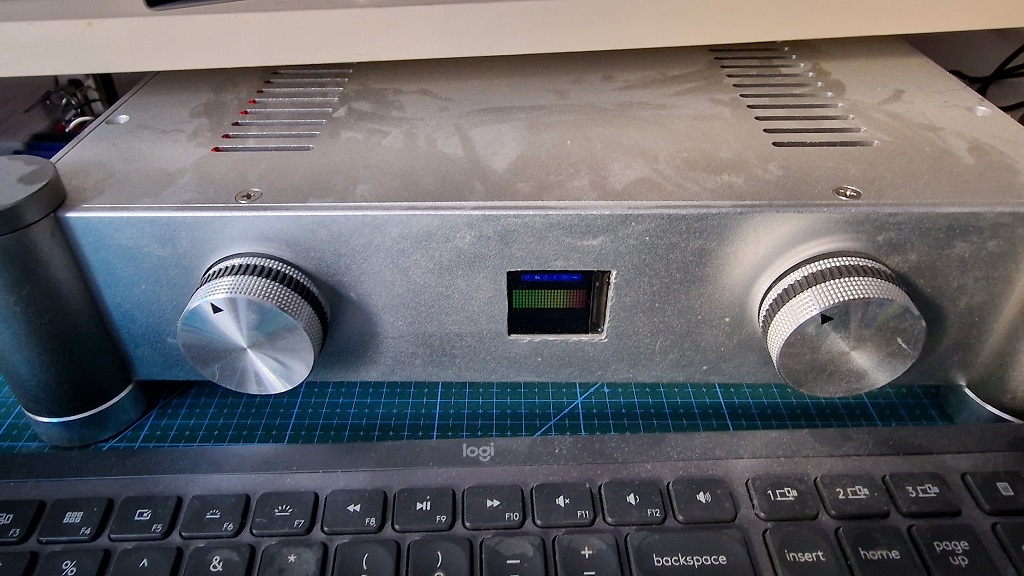 logi
F3
F4
F5
F6
F7
F8
F9
F10
F11
F12
1
2
3
%
^
&
*
(
)
–
+
=
backspace
insert
home
page
up